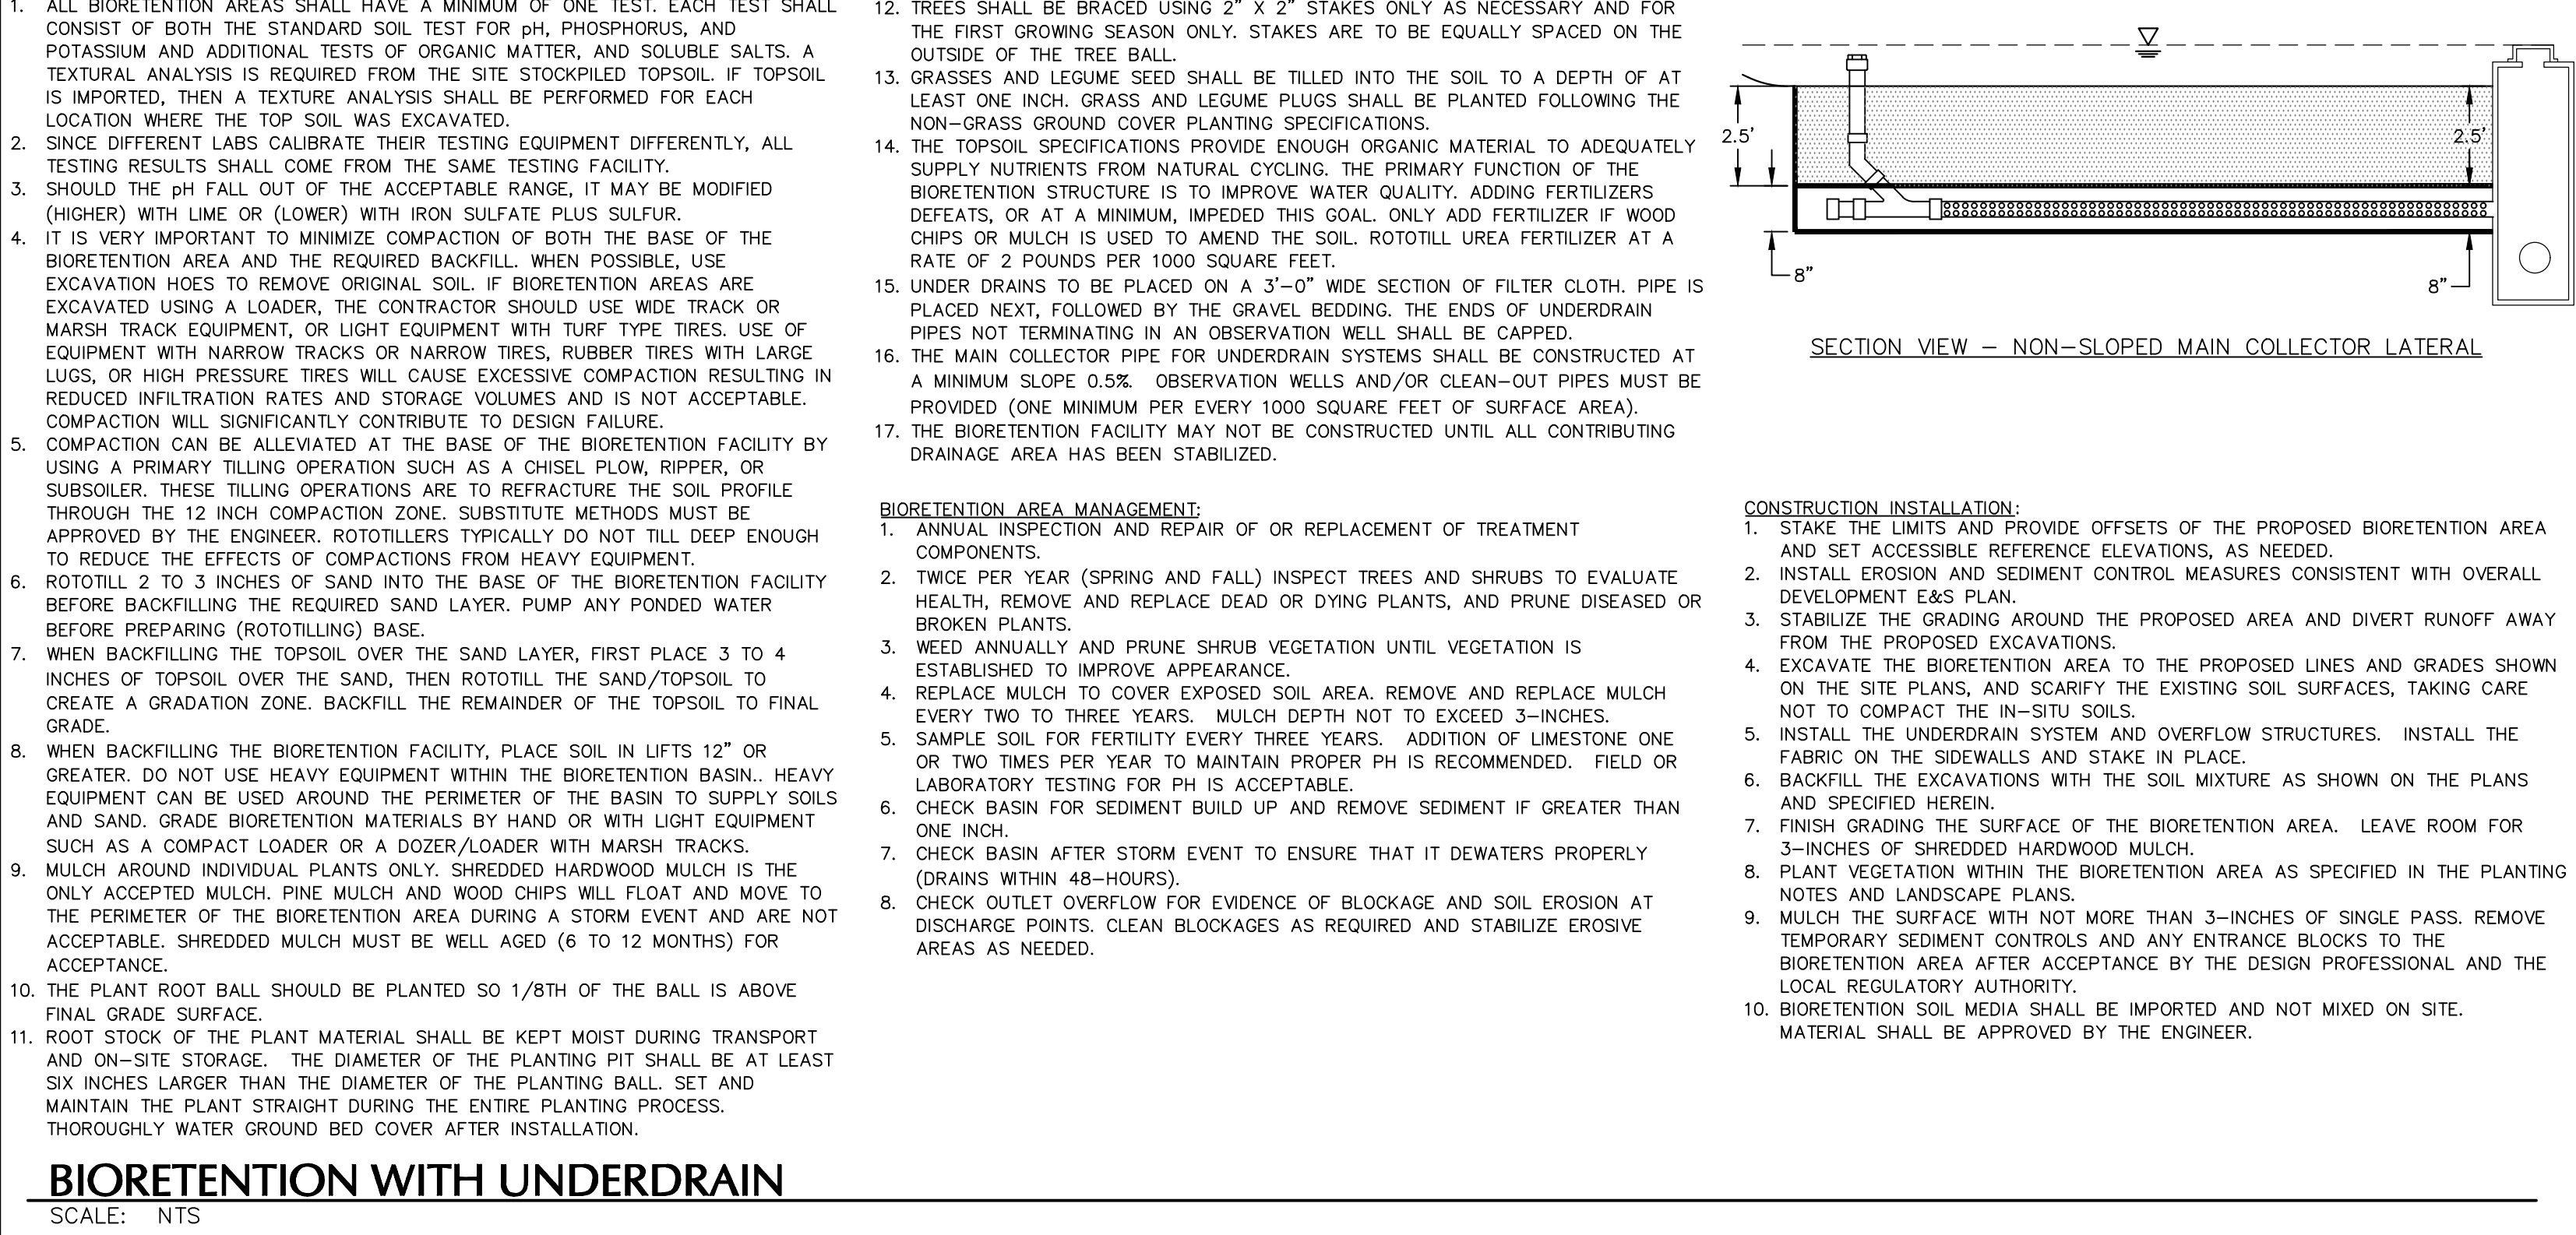 1. ALL BIORETENTION AREAS SHALL HAVE A MINIMUM OF ONE TEST. EACH TEST SHALL
CONSIST OF BOTH THE STANDARD SOIL TEST FOR pH, PHOSPHORUS, AND
POTASSIUM AND ADDITIONAL TESTS OF ORGANIC MATTER, AND SOLUBLE SALTS. A
TEXTURAL ANALYSIS IS REQUIRED FROM THE SITE STOCKPILED TOPSOIL. IF TOPSOIL
IS IMPORTED, THEN A TEXTURE ANALYSIS SHALL BE PERFORMED FOR EACH
LOCATION WHERE THE TOP SOIL WAS EXCAVATED.
2. SINCE DIFFERENT LABS CALIBRATE THEIR TESTING EQUIPMENT DIFFERENTLY, ALL
TESTING RESULTS SHALL COME FROM THE SAME TESTING FACILITY.
3. SHOULD THE pH FALL OUT OF THE ACCEPTABLE RANGE, IT MAY BE MODIFIED
(HIGHER) WITH LIME OR (LOWER) WITH IRON SULFATE PLUS SULFUR.
4. IT IS VERY IMPORTANT TO MINIMIZE COMPACTION OF BOTH THE BASE OF THE
BIORETENTION AREA AND THE REQUIRED BACKFILL. WHEN POSSIBLE, USE
EXCAVATION HOES TO REMOVE ORIGINAL SOIL. IF BIORETENTION AREAS ARE
EXCAVATED USING A LOADER, THE CONTRACTOR SHOULD USE WIDE TRACK OR
MARSH TRACK EQUIPMENT, OR LIGHT EQUIPMENT WITH TURF TYPE TIRES. USE OF
EQUIPMENT WITH NARROW TRACKS OR NARROW TIRES, RUBBER TIRES WITH LARGE
LUGS, OR HIGH PRESSURE TIRES WILL CAUSE EXCESSIVE COMPACTION RESULTING IN
REDUCED INFILTRATION RATES AND STORAGE VOLUMES AND IS NOT ACCEPTABLE.
COMPACTION WILL SIGNIFICANTLY CONTRIBUTE TO DESIGN FAILURE.
5. COMPACTION CAN BE ALLEVIATED AT THE BASE OF THE BIORETENTION FACILITY BY
USING A PRIMARY TILLING OPERATION SUCH AS A CHISEL PLOW, RIPPER, OR
SUBSOILER. THESE TILLING OPERATIONS ARE TO REFRACTURE THE SOIL PROFILE
THROUGH THE 12 INCH COMPACTION ZONE. SUBSTITUTE METHODS MUST BE
APPROVED BY THE ENGINEER. ROTOTILLERS TYPICALLY DO NOT TILL DEEP ENOUGH
TO REDUCE THE EFFECTS OF COMPACTIONS FROM HEAVY EQUIPMENT.
6. ROTOTILL 2 TO 3 INCHES OF SAND INTO THE BASE OF THE BIORETENTION FACILITY
BEFORE BACKFILLING THE REQUIRED SAND LAYER. PUMP ANY PONDED WATER
BEFORE PREPARING (ROTOTILLING) BASE.
7. WHEN BACKFILLING THE TOPSOIL OVER THE SAND LAYER, FIRST PLACE 3 TO 4
INCHES OF TOPSOIL OVER THE SAND, THEN ROTOTILL THE SAND/TOPSOIL TO
CREATE A GRADATION ZONE. BACKFILL THE REMAINDER OF THE TOPSOIL TO FINAL
GRADE.
8. WHEN BACKFILLING THE BIORETENTION FACILITY, PLACE SOIL IN LIFTS 12” OR
GREATER. DO NOT USE HEAVY EQUIPMENT WITHIN THE BIORETENTION BASIN.. HEAVY
EQUIPMENT CAN BE USED AROUND THE PERIMETER OF THE BASIN TO SUPPLY SOILS
AND SAND. GRADE BIORETENTION MATERIALS BY HAND OR WITH LIGHT EQUIPMENT
SUCH AS A COMPACT LOADER OR A DOZER/LOADER WITH MARSH TRACKS.
9. MULCH AROUND INDIVIDUAL PLANTS ONLY. SHREDDED HARDWOOD MULCH IS THE
ONLY ACCEPTED MULCH. PINE MULCH AND WOOD CHIPS WILL FLOAT AND MOVE TO
THE PERIMETER OF THE BIORETENTION AREA DURING A STORM EVENT AND ARE NOT
ACCEPTABLE. SHREDDED MULCH MUST BE WELL AGED (6 TO 12 MONTHS) FOR
ACCEPTANCE.
10. THE PLANT ROOT BALL SHOULD BE PLANTED SO 1/8TH OF THE BALL IS ABOVE
FINAL GRADE SURFACE.
11. ROOT STOCK OF THE PLANT MATERIAL SHALL BE KEPT MOIST DURING TRANSPORT
AND ON-SITE STORAGE. THE DIAMETER OF THE PLANTING PIT SHALL BE AT LEAST
SIX INCHES LARGER THAN THE DIAMETER OF THE PLANTING BALL. SET AND
MAINTAIN THE PLANT STRAIGHT DURING THE ENTIRE PLANTING PROCESS.
THOROUGHLY WATER GROUND BED COVER AFTER INSTALLATION.
12. TREES SHALL BE BRACED USING 2” X 2” STAKES ONLY AS NECESSARY AND FOR
THE FIRST GROWING SEASON ONLY. STAKES ARE TO BE EQUALLY SPACED ON THE
OUTSIDE OF THE TREE BALL.
13. GRASSES AND LEGUME SEED SHALL BE TILLED INTO THE SOIL TO A DEPTH OF AT
LEAST ONE INCH. GRASS AND LEGUME PLUGS SHALL BE PLANTED FOLLOWING THE
NON-GRASS GROUND COVER PLANTING SPECIFICATIONS.
14. THE TOPSOIL SPECIFICATIONS PROVIDE ENOUGH ORGANIC MATERIAL TO ADEQUATELY
SUPPLY NUTRIENTS FROM NATURAL CYCLING. THE PRIMARY FUNCTION OF THE
BIORETENTION STRUCTURE IS TO IMPROVE WATER QUALITY. ADDING FERTILIZERS
DEFEATS, OR AT A MINIMUM, IMPEDED THIS GOAL. ONLY ADD FERTILIZER IF WOOD
CHIPS OR MULCH IS USED TO AMEND THE SOIL. ROTOTILL UREA FERTILIZER AT A
RATE OF 2 POUNDS PER 1000 SQUARE FEET.
15. UNDER DRAINS TO BE PLACED ON A 3'-0” WIDE SECTION OF FILTER CLOTH. PIPE IS
PLACED NEXT, FOLLOWED BY THE GRAVEL BEDDING. THE ENDS OF UNDERDRAIN
PIPES NOT TERMINATING IN AN OBSERVATION WELL SHALL BE CAPPED.
16. THE MAIN COLLECTOR PIPE FOR UNDERDRAIN SYSTEMS SHALL BE CONSTRUCTED AT
A MINIMUM SLOPE 0.5%. OBSERVATION WELLS AND/OR CLEAN-OUT PIPES MUST BE
PROVIDED (ONE MINIMUM PER EVERY 1000 SQUARE FEET OF SURFACE AREA).
17. THE BIORETENTION FACILITY MAY NOT BE CONSTRUCTED UNTIL ALL CONTRIBUTING
DRAINAGE AREA HAS BEEN STABILIZED.
BIORETENTION AREA MANAGEMENT:
1. ANNUAL INSPECTION AND REPAIR OF OR REPLACEMENT OF TREATMENT
COMPONENTS.
2. TWICE PER YEAR (SPRING AND FALL) INSPECT TREES AND SHRUBS TO EVALUATE
HEALTH, REMOVE AND REPLACE DEAD OR DYING PLANTS, AND PRUNE DISEASED OR
BROKEN PLANTS.
3. WEED ANNUALLY AND PRUNE SHRUB VEGETATION UNTIL VEGETATION IS
ESTABLISHED TO IMPROVE APPEARANCE.
4. REPLACE MULCH TO COVER EXPOSED SOIL AREA. REMOVE AND REPLACE MULCH
EVERY TWO TO THREE YEARS. MULCH DEPTH NOT TO EXCEED 3-INCHES.
5. SAMPLE SOIL FOR FERTILITY EVERY THREE YEARS. ADDITION OF LIMESTONE ONE
OR TWO TIMES PER YEAR TO MAINTAIN PROPER PH IS RECOMMENDED. FIELD OR
LABORATORY TESTING FOR PH IS ACCEPTABLE.
6. CHECK BASIN FOR SEDIMENT BUILD UP AND REMOVE SEDIMENT IF GREATER THAN
ONE INCH.
7. CHECK BASIN AFTER STORM EVENT TO ENSURE THAT IT DEWATERS PROPERLY
(DRAINS WITHIN 48-HOURS).
8. CHECK OUTLET OVERFLOW FOR EVIDENCE OF BLOCKAGE AND SOIL EROSION AT
DISCHARGE POINTS. CLEAN BLOCKAGES AS REQUIRED AND STABILIZE EROSIVE
AREAS AS NEEDED.
2.5'
2.5'
8”
8”
SECTION VIEW - NON-SLOPED MAIN COLLECTOR LATERAL
CONSTRUCTION INSTALLATION:
1. STAKE THE LIMITS AND PROVIDE OFFSETS OF THE PROPOSED BIORETENTION AREA
AND SET ACCESSIBLE REFERENCE ELEVATIONS, AS NEEDED.
2. INSTALL EROSION AND SEDIMENT CONTROL MEASURES CONSISTENT WITH OVERALL
DEVELOPMENT E&S PLAN.
3. STABILIZE THE GRADING AROUND THE PROPOSED AREA AND DIVERT RUNOFF AWAY
FROM THE PROPOSED EXCAVATIONS.
4. EXCAVATE THE BIORETENTION AREA TO THE PROPOSED LINES AND GRADES SHOWN
ON THE SITE PLANS, AND SCARIFY THE EXISTING SOIL SURFACES, TAKING CARE
NOT TO COMPACT THE IN-SITU SOILS.
5. INSTALL THE UNDERDRAIN SYSTEM AND OVERFLOW STRUCTURES. INSTALL THE
FABRIC ON THE SIDEWALLS AND STAKE IN PLACE.
6. BACKFILL THE EXCAVATIONS WITH THE SOIL MIXTURE AS SHOWN ON THE PLANS
AND SPECIFIED HEREIN.
7. FINISH GRADING THE SURFACE OF THE BIORETENTION AREA. LEAVE ROOM FOR
3-INCHES OF SHREDDED HARDWOOD MULCH.
8. PLANT VEGETATION WITHIN THE BIORETENTION AREA AS SPECIFIED IN THE PLANTING
NOTES AND LANDSCAPE PLANS.
9. MULCH THE SURFACE WITH NOT MORE THAN 3-INCHES OF SINGLE PASS. REMOVE
TEMPORARY SEDIMENT CONTROLS AND ANY ENTRANCE BLOCKS TO THE
BIORETENTION AREA AFTER ACCEPTANCE BY THE DESIGN PROFESSIONAL AND THE
LOCAL REGULATORY AUTHORITY.
10. BIORETENTION SOIL MEDIA SHALL BE IMPORTED AND NOT MIXED ON SITE.
MATERIAL SHALL BE APPROVED BY THE ENGINEER.
BIORETENTION WITH UNDERDRAIN
SCALE: NTS